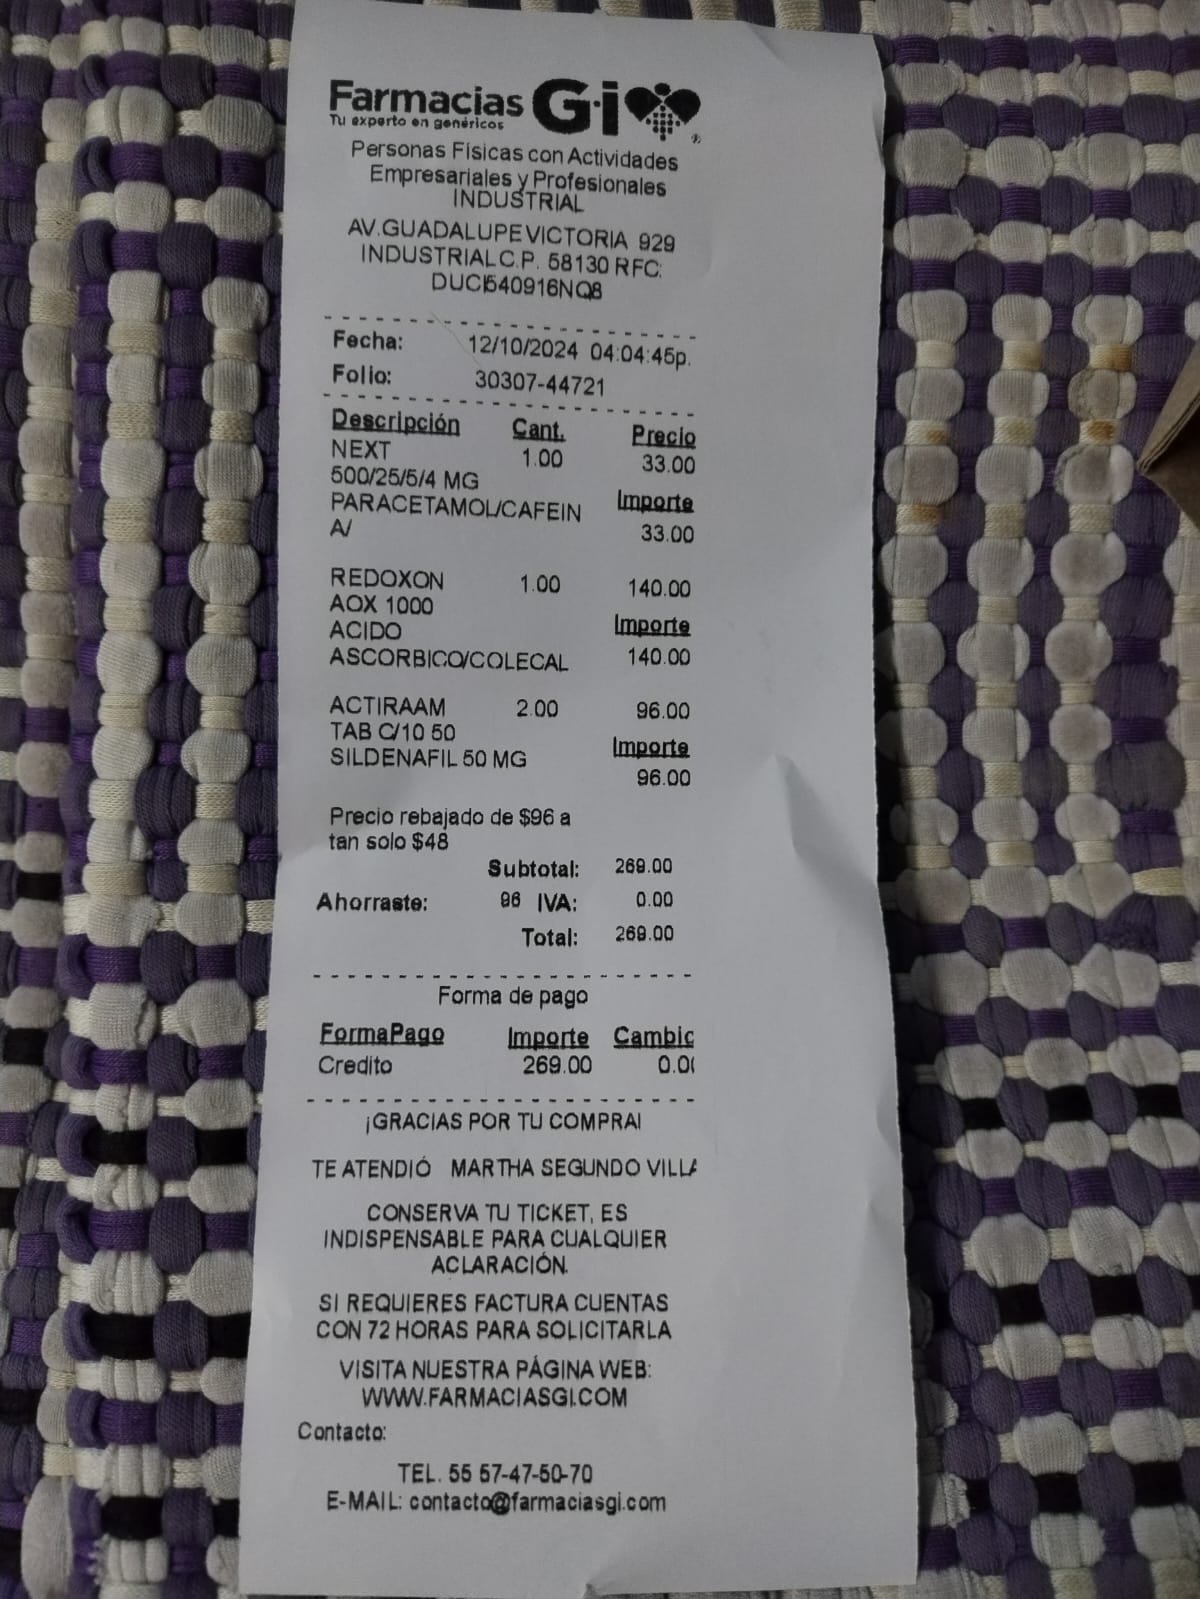 Farmacias G·i
Tu experto en genéricos
Personas Físicas con Actividades
Empresariales y Profesionales
INDUSTRIAL
AV.GUADALUPE VICTORIA 929
INDUSTRIAL C.P. 58130 RFC:
DUCI540916NQ8
Fecha: 12/10/2024 04:04:45p.
Folio: 30307-44721
Descripción Cant. Precio
NEXT 1.00 33.00
500/25/5/4 MG
PARACETAMOL/CAFEIN Importe
A/ 33.00
REDOXON 1.00 140.00
AOX 1000
ACIDO Importe
ASCORBICO/COLECAL 140.00
ACTIRAAM 2.00 96.00
TAB C/10 50
SILDENAFIL 50 MG Importe
96.00
Precio rebajado de $96 a
tan solo $48
Subtotal: 269.00
Ahorraste: 96 IVA: 0.00
Total: 269.00
Forma de pago
FormaPago Importe Cambic
Credito 269.00 0.0(
¡GRACIAS POR TU COMPRA!
TE ATENDIÓ MARTHA SEGUNDO VILLA
CONSERVA TU TICKET, ES
INDISPENSABLE PARA CUALQUIER
ACLARACIÓN.
SI REQUIERES FACTURA CUENTAS
CON 72 HORAS PARA SOLICITARLA
VISITA NUESTRA PÁGINA WEB:
WWW.FARMACIASGI.COM
Contacto:
TEL. 55 57-47-50-70
E-MAIL: contacto@farmaciasgi.com